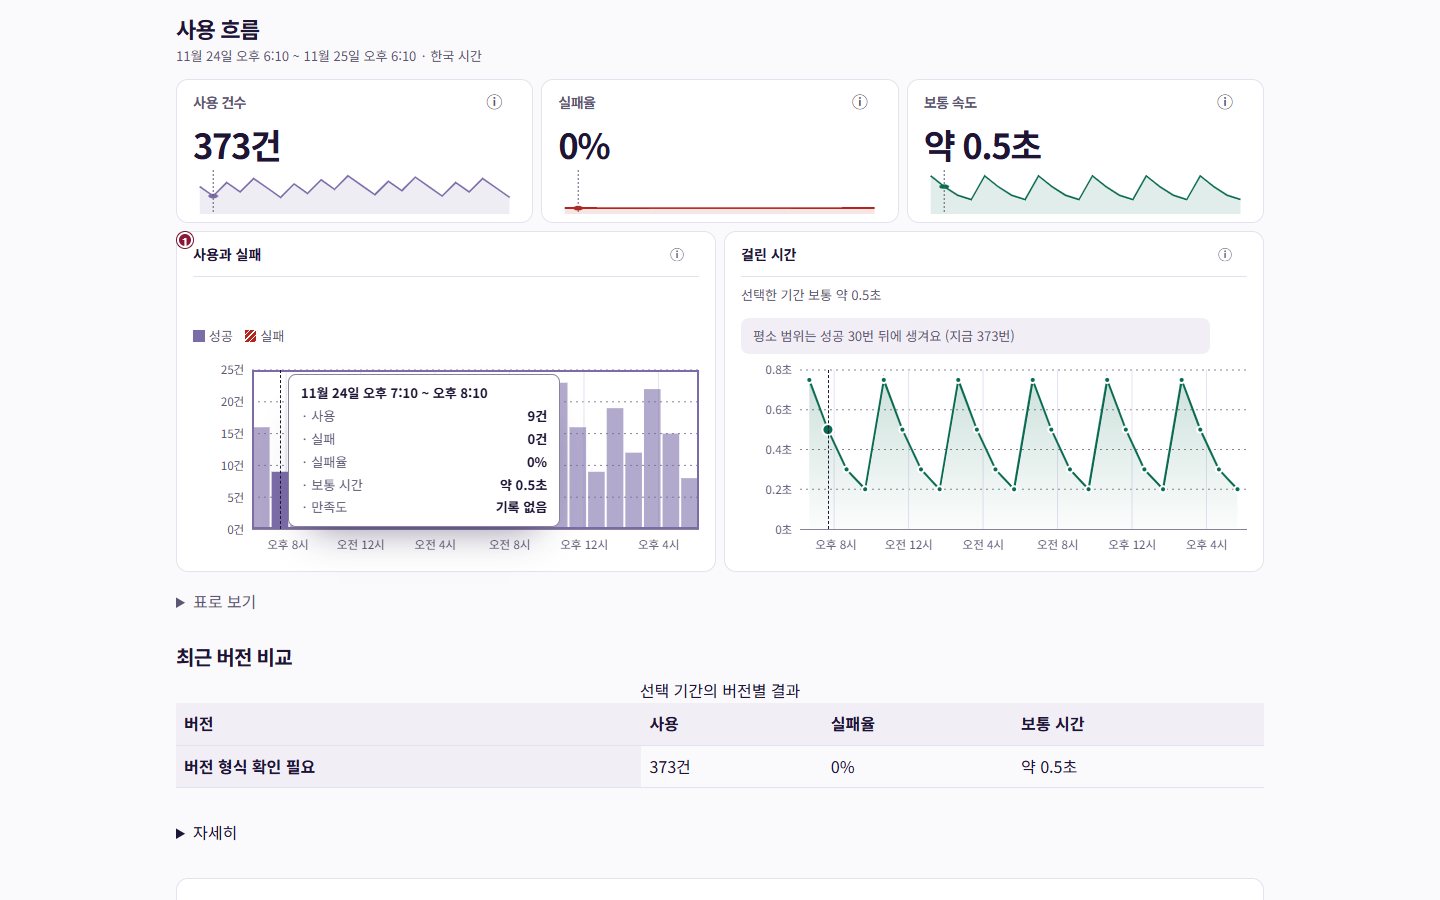 사용 흐름
11월 24일 오후 6:10 ~ 11월 25일 오후 6:10 · 한국 시간
사용 건수
373건
실패율
0%
보통 속도
약 0.5초
1
사용과 실패
성공 실패
25건
20건
15건
10건
5건
0건
11월 24일 오후 7:10 ~ 오후 8:10
· 사용 9건
· 실패 0건
· 실패율 0%
· 보통 시간 약 0.5초
· 만족도 기록 없음
오후 8시 오전 12시 오전 4시 오전 8시 오후 12시 오후 4시
걸린 시간
선택한 기간 보통 약 0.5초
평소 범위는 성공 30번 뒤에 생겨요 (지금 373번)
0.8초
0.6초
0.4초
0.2초
0초
오후 8시 오전 12시 오전 4시 오전 8시 오후 12시 오후 4시
▶ 표로 보기
최근 버전 비교
선택 기간의 버전별 결과
버전 사용 실패율 보통 시간
버전 형식 확인 필요 373건 0% 약 0.5초
▶ 자세히